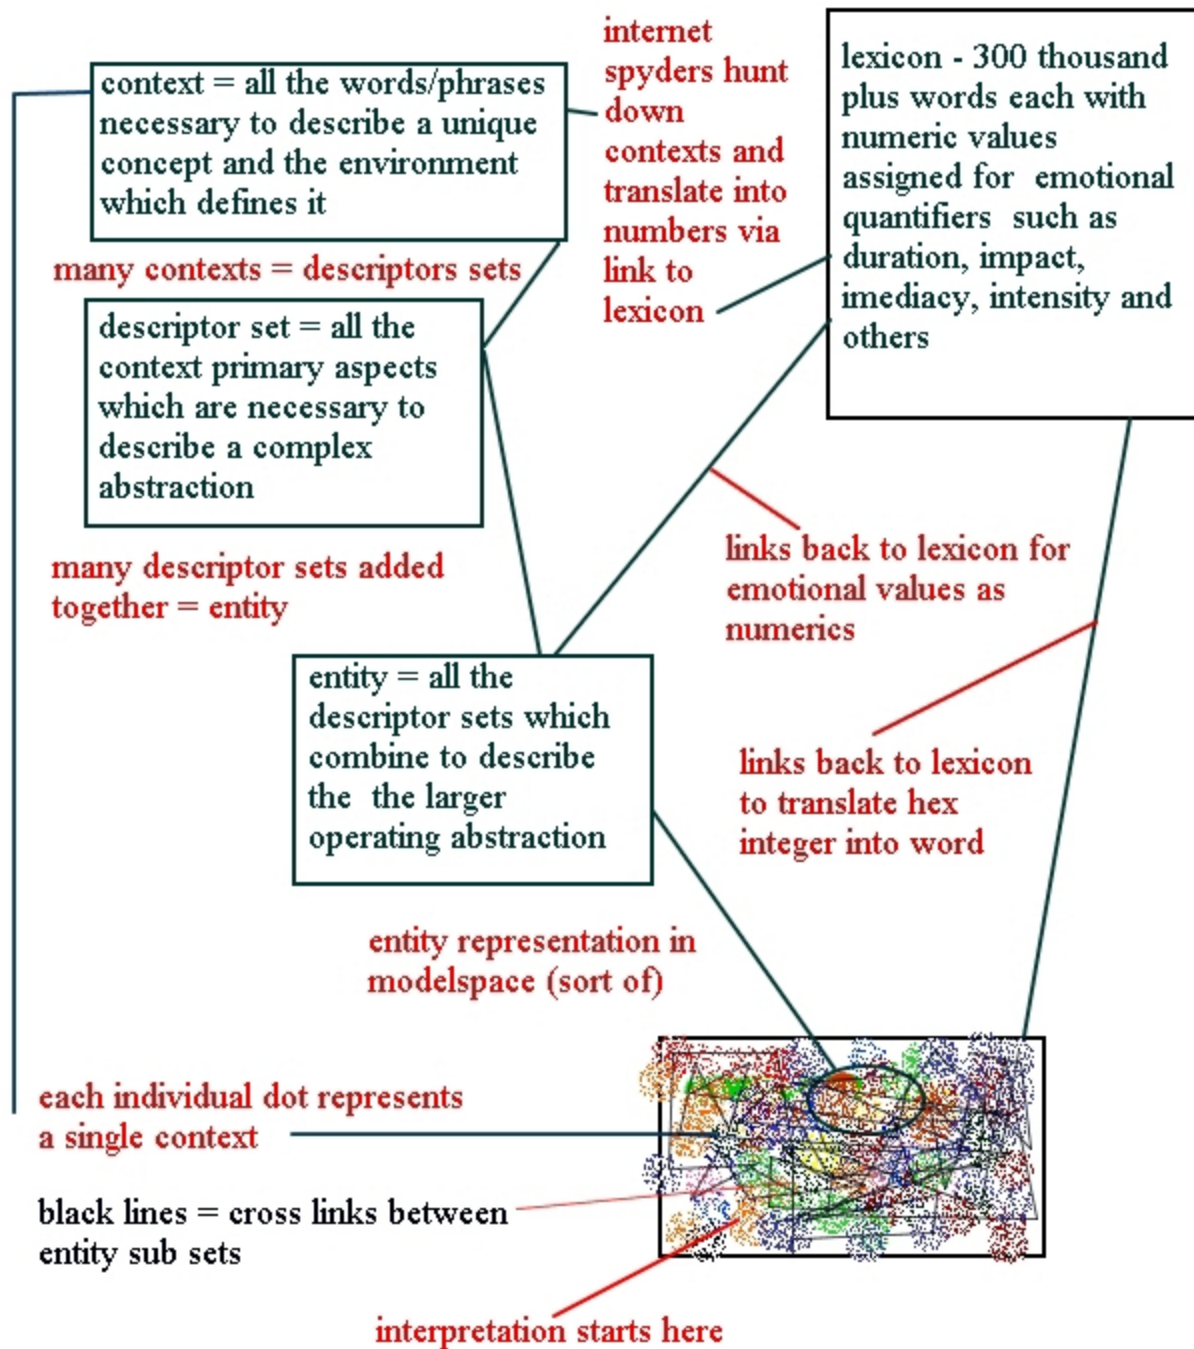 context = all the words/phrases
necessary to describe a unique
concept and the environment
which defines it
internet
spyders hunt
down
contexts and
translate into
numbers via
link to
lexicon
lexicon - 300 thousand
plus words each with
numeric values
assigned for emotional
quantifiers such as
duration, impact,
imediacy, intensity and
others
many contexts = descriptors sets
descriptor set = all the
context primary aspects
which are necessary to
describe a complex
abstraction
many descriptor sets added
together = entity
links back to lexicon for
emotional values as
numerics
entity = all the
descriptor sets which
combine to describe
the the larger
operating abstraction
links back to lexicon
to translate hex
integer into word
entity representation in
modelspace (sort of)
each individual dot represents
a single context
black lines = cross links between
entity sub sets
interpretation starts here